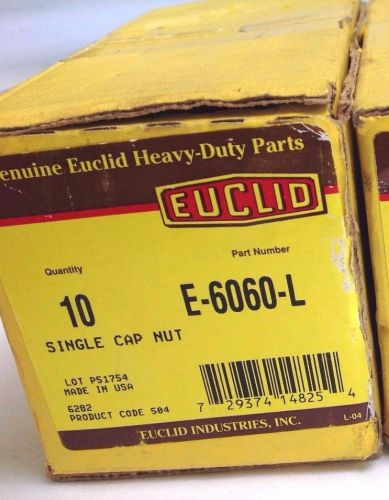 enuine Euclid Heavy-Duty Parts
EUCLID
Quantity
Part Number
10
E-6060-L
SINGLE CAP NUT
LOT P51754
MADE IN USA
6282
PRODUCT CODE 504
7 29374 14825 4
EUCLID INDUSTRIES, INC.
L-04